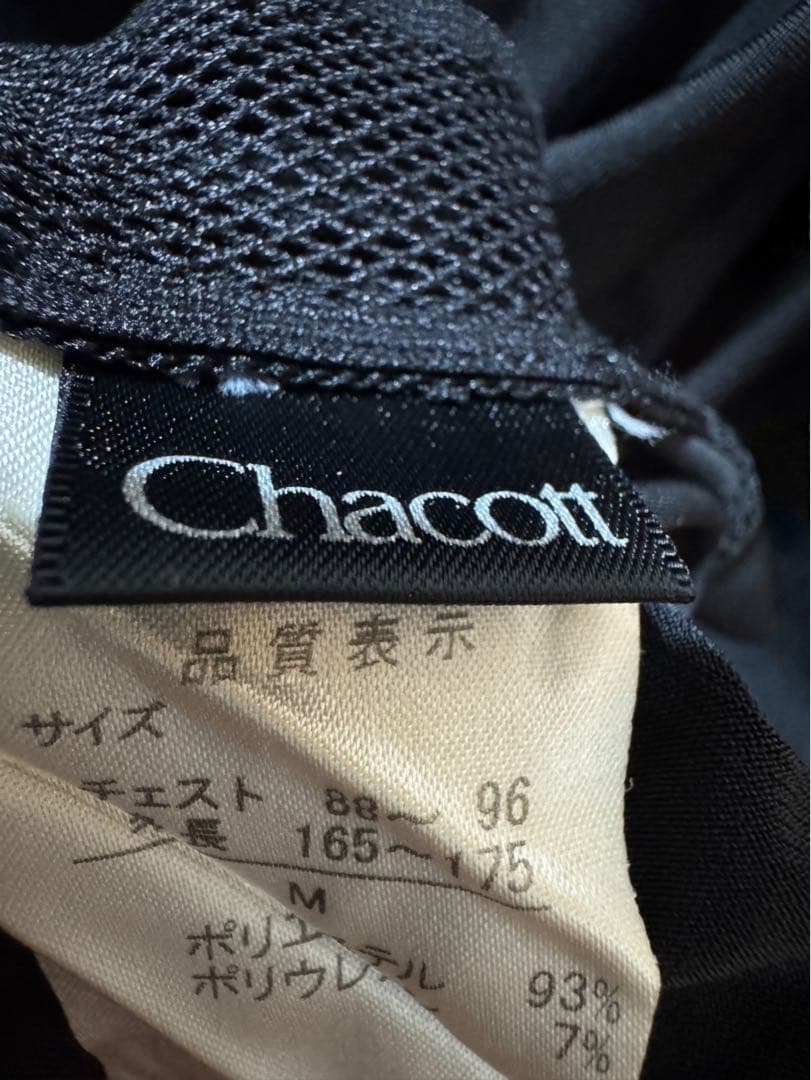 Chacott
品質表示
サイズ
チェスト 88～96
身長 165～175
M
ポリエステル 93%
ポリウレタン 7%